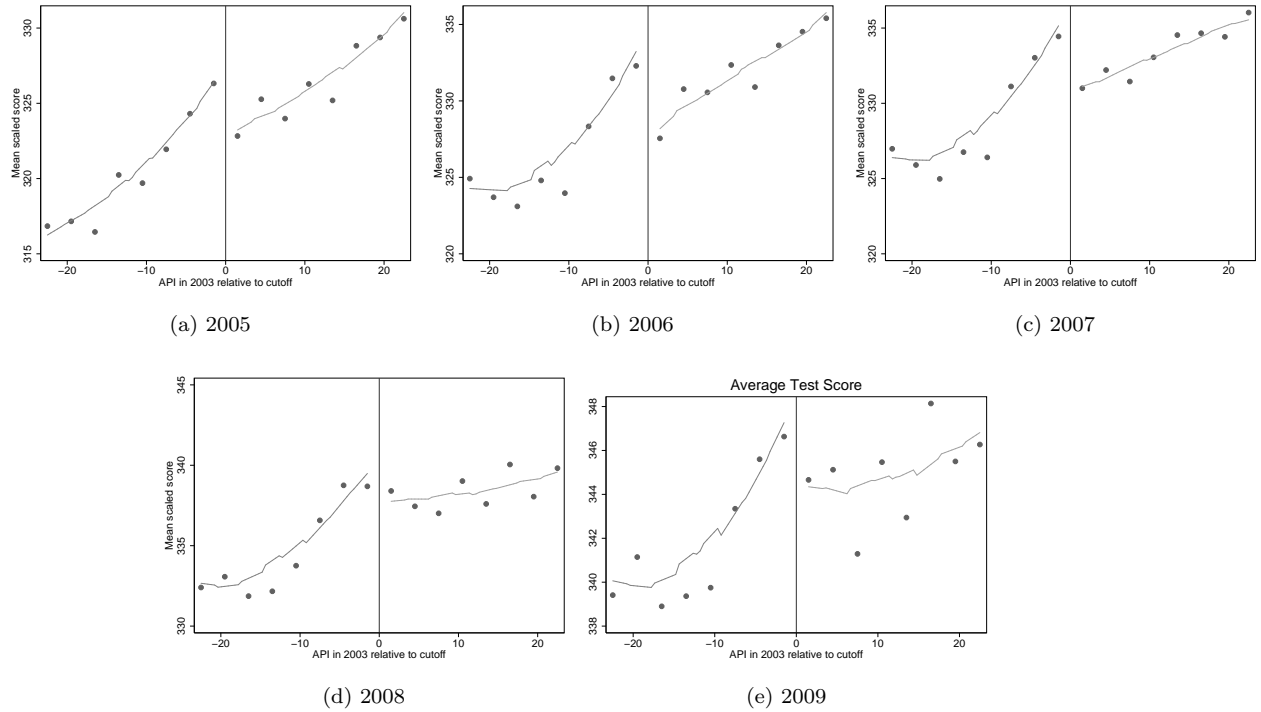 Mean scaled score
315 320 325 330
−20 −10 0 10 20
API in 2003 relative to cutoff
(a) 2005
Mean scaled score
320 325 330 335
−20 −10 0 10 20
API in 2003 relative to cutoff
(b) 2006
Mean scaled score
320 325 330 335
−20 −10 0 10 20
API in 2003 relative to cutoff
(c) 2007
Mean scaled score
330 335 340 345
−20 −10 0 10 20
API in 2003 relative to cutoff
(d) 2008
Average Test Score
338 340 342 344 346 348
−20 −10 0 10 20
API in 2003 relative to cutoff
(e) 2009